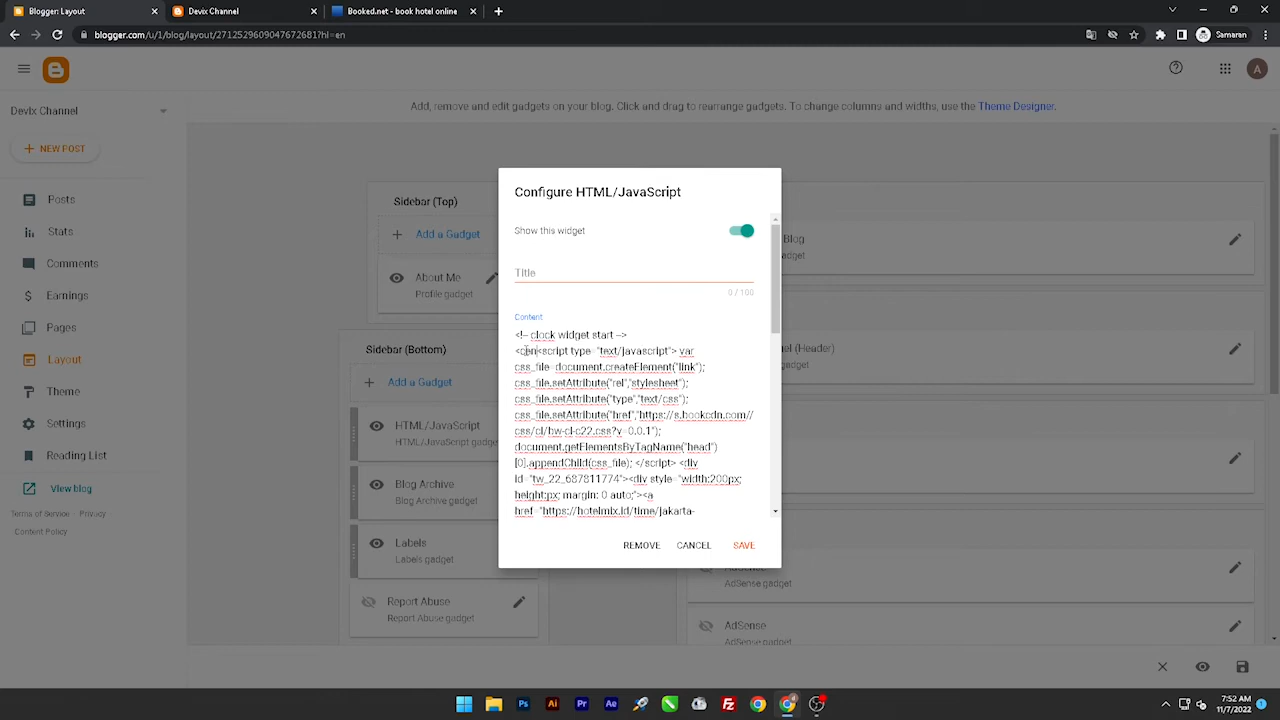 Blogger Layout
Devix Channel
Booked.net - book hotel online
blogger.com/u/1/blog/layout/2712529609047672681?hl=en
Samaran
Devix Channel
Add, remove and edit gadgets on your blog. Click and drag to rearrange gadgets. To change columns and widths, use the Theme Designer.
A
NEW POST
Posts
Stats
Comments
Earnings
Pages
Layout
Theme
Settings
Reading List
View blog
Terms of Service · Privacy ·
Content Policy
Sidebar (Top)
Add a Gadget
About Me
Profile gadget
Sidebar (Bottom)
Add a Gadget
HTML/JavaScript
HTML/JavaScript
Blog Archive
Blog Archive gadget
Labels
Labels gadget
Report Abuse
Report Abuse gadget
Configure HTML/JavaScript
Show this widget
Title
0 / 100
Content
<!-- clock widget start -->
<cen<script type="text/javascript"> var
css_file=document.createElement("link");
css_file.setAttribute("rel","stylesheet");
css_file.setAttribute("type","text/css");
css_file.setAttribute("href","https://s.bookcdn.com//
css/cl/bw-cl-c22.css?v=0.0.1");
document.getElementsByTagName("head")
[0].appendChild(css_file); </script> <div
id="tw_22_687811774"><div style="width:200px;
height:px; margin: 0 auto;"><a
href="https://hotelmix.id/time/jakarta-
REMOVE
CANCEL
SAVE
Blog
gadget
(Header)
AdSense gadget
AdSense
AdSense gadget
7:52 AM
11/7/2022